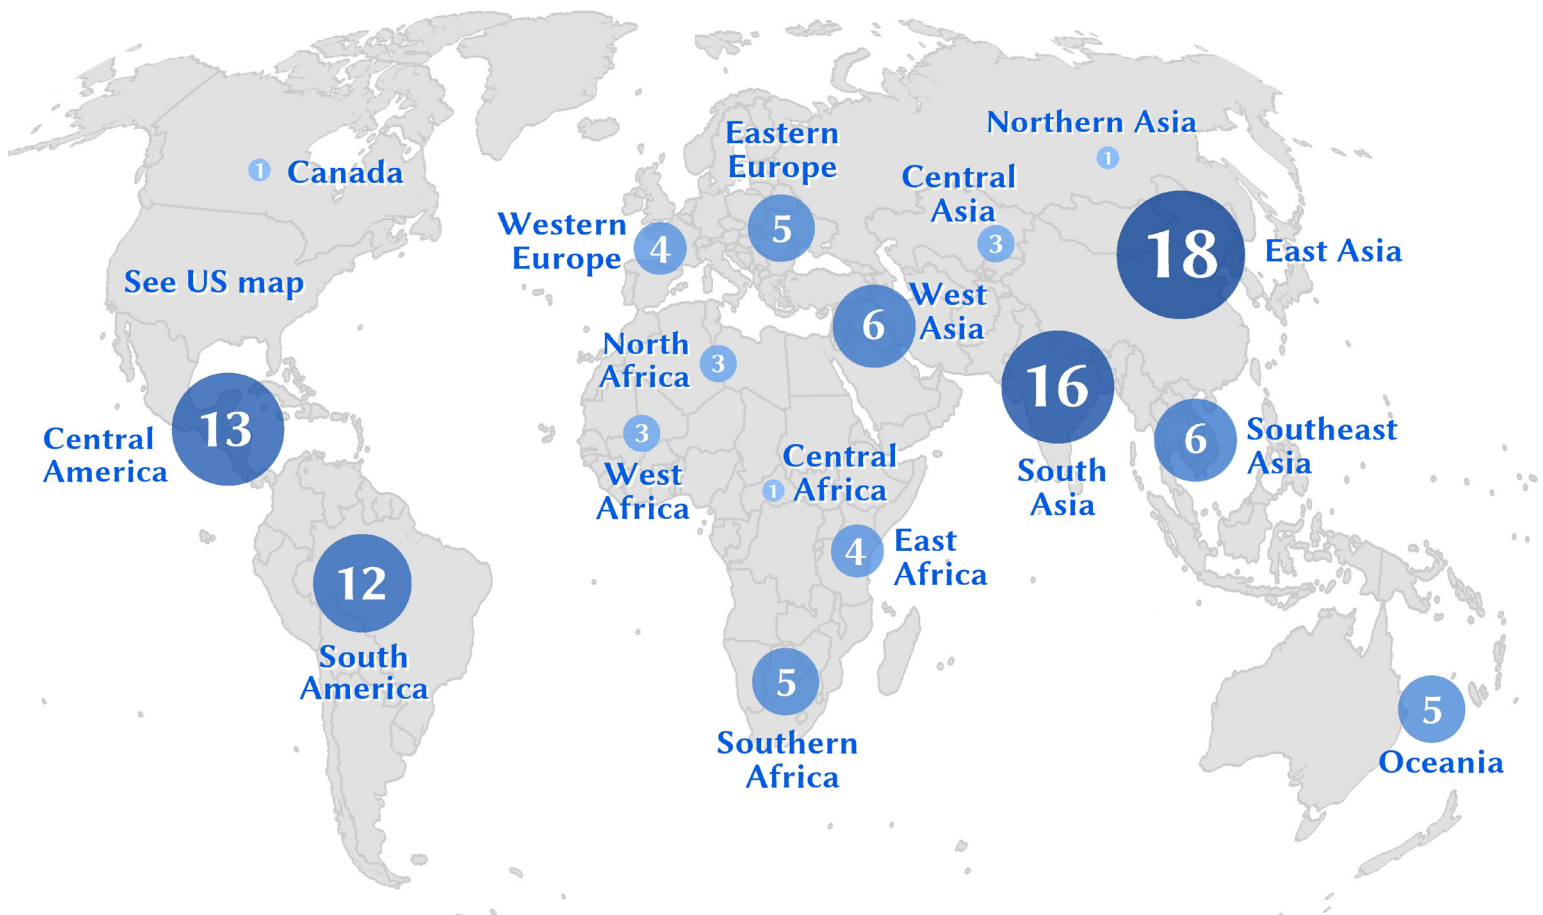 Northern Asia
1
Eastern
Europe
5
1
Canada
Central
Asia
3
Western
Europe
4
18
East Asia
See US map
West
Asia
6
North
Africa
3
16
South
Asia
13
Central
America
3
West
Africa
6
Southeast
Asia
Central
Africa
1
4
East
Africa
12
South
America
5
Southern
Africa
5
Oceania